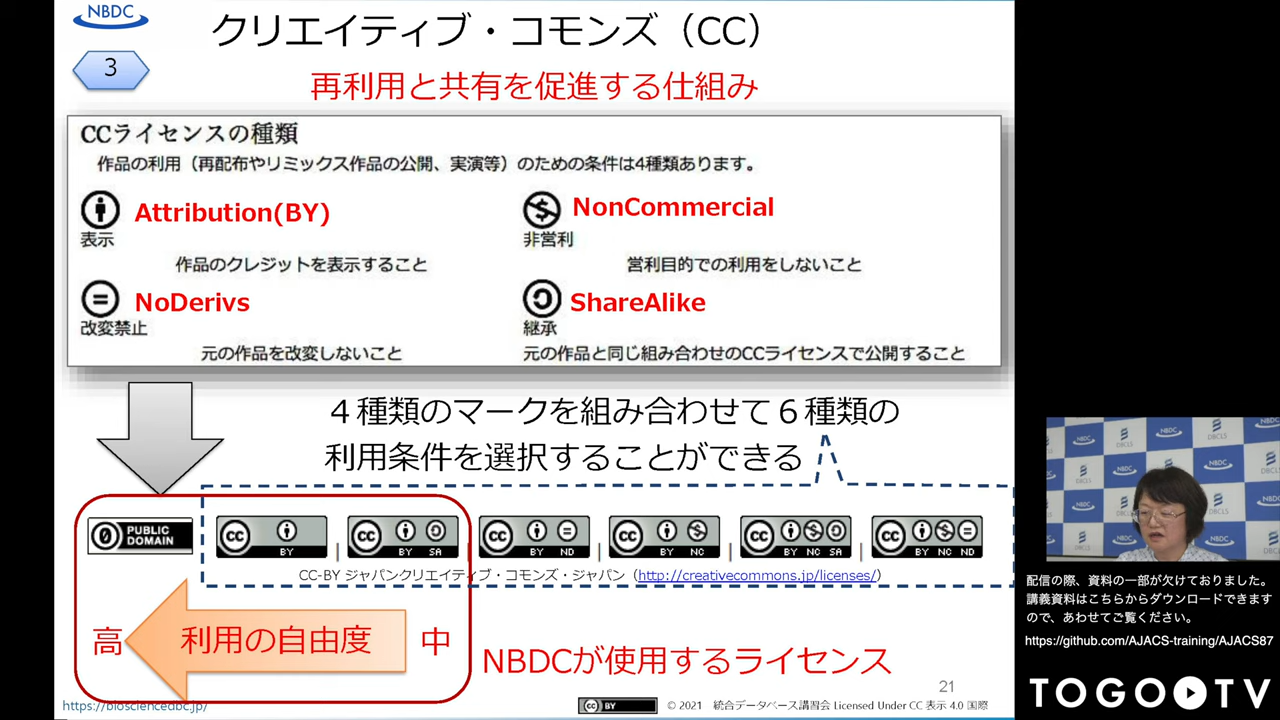 NBDC
3
クリエイティブ・コモンズ（CC）
再利用と共有を促進する仕組み
CCライセンスの種類
作品の利用（再配布やリミックス作品の公開、実演等）のための条件は4種類あります。
Attribution(BY)
表示
作品のクレジットを表示すること
NonCommercial
非営利
営利目的での利用をしないこと
NoDerivs
改変禁止
元の作品を改変しないこと
ShareAlike
継承
元の作品と同じ組み合わせのCCライセンスで公開すること
４種類のマークを組み合わせて６種類の
利用条件を選択することができる
PUBLIC DOMAIN
cc BY
cc BY SA
cc BY ND
cc BY NC
cc BY NC SA
cc BY NC ND
CC-BY ジャパンクリエイティブ・コモンズ・ジャパン（http://creativecommons.jp/licenses/）
高 利用の自由度 中
NBDCが使用するライセンス
21
https://biosciencedbc.jp/
cc BY © 2021 統合データベース講習会 Licensed Under CC 表示 4.0 国際
NBDC
DBCLS
配信の際、資料の一部が欠けておりました。
講義資料はこちらからダウンロードできます
ので、あわせてご覧ください。
https://github.com/AJACS-training/AJACS87
TOGO TV